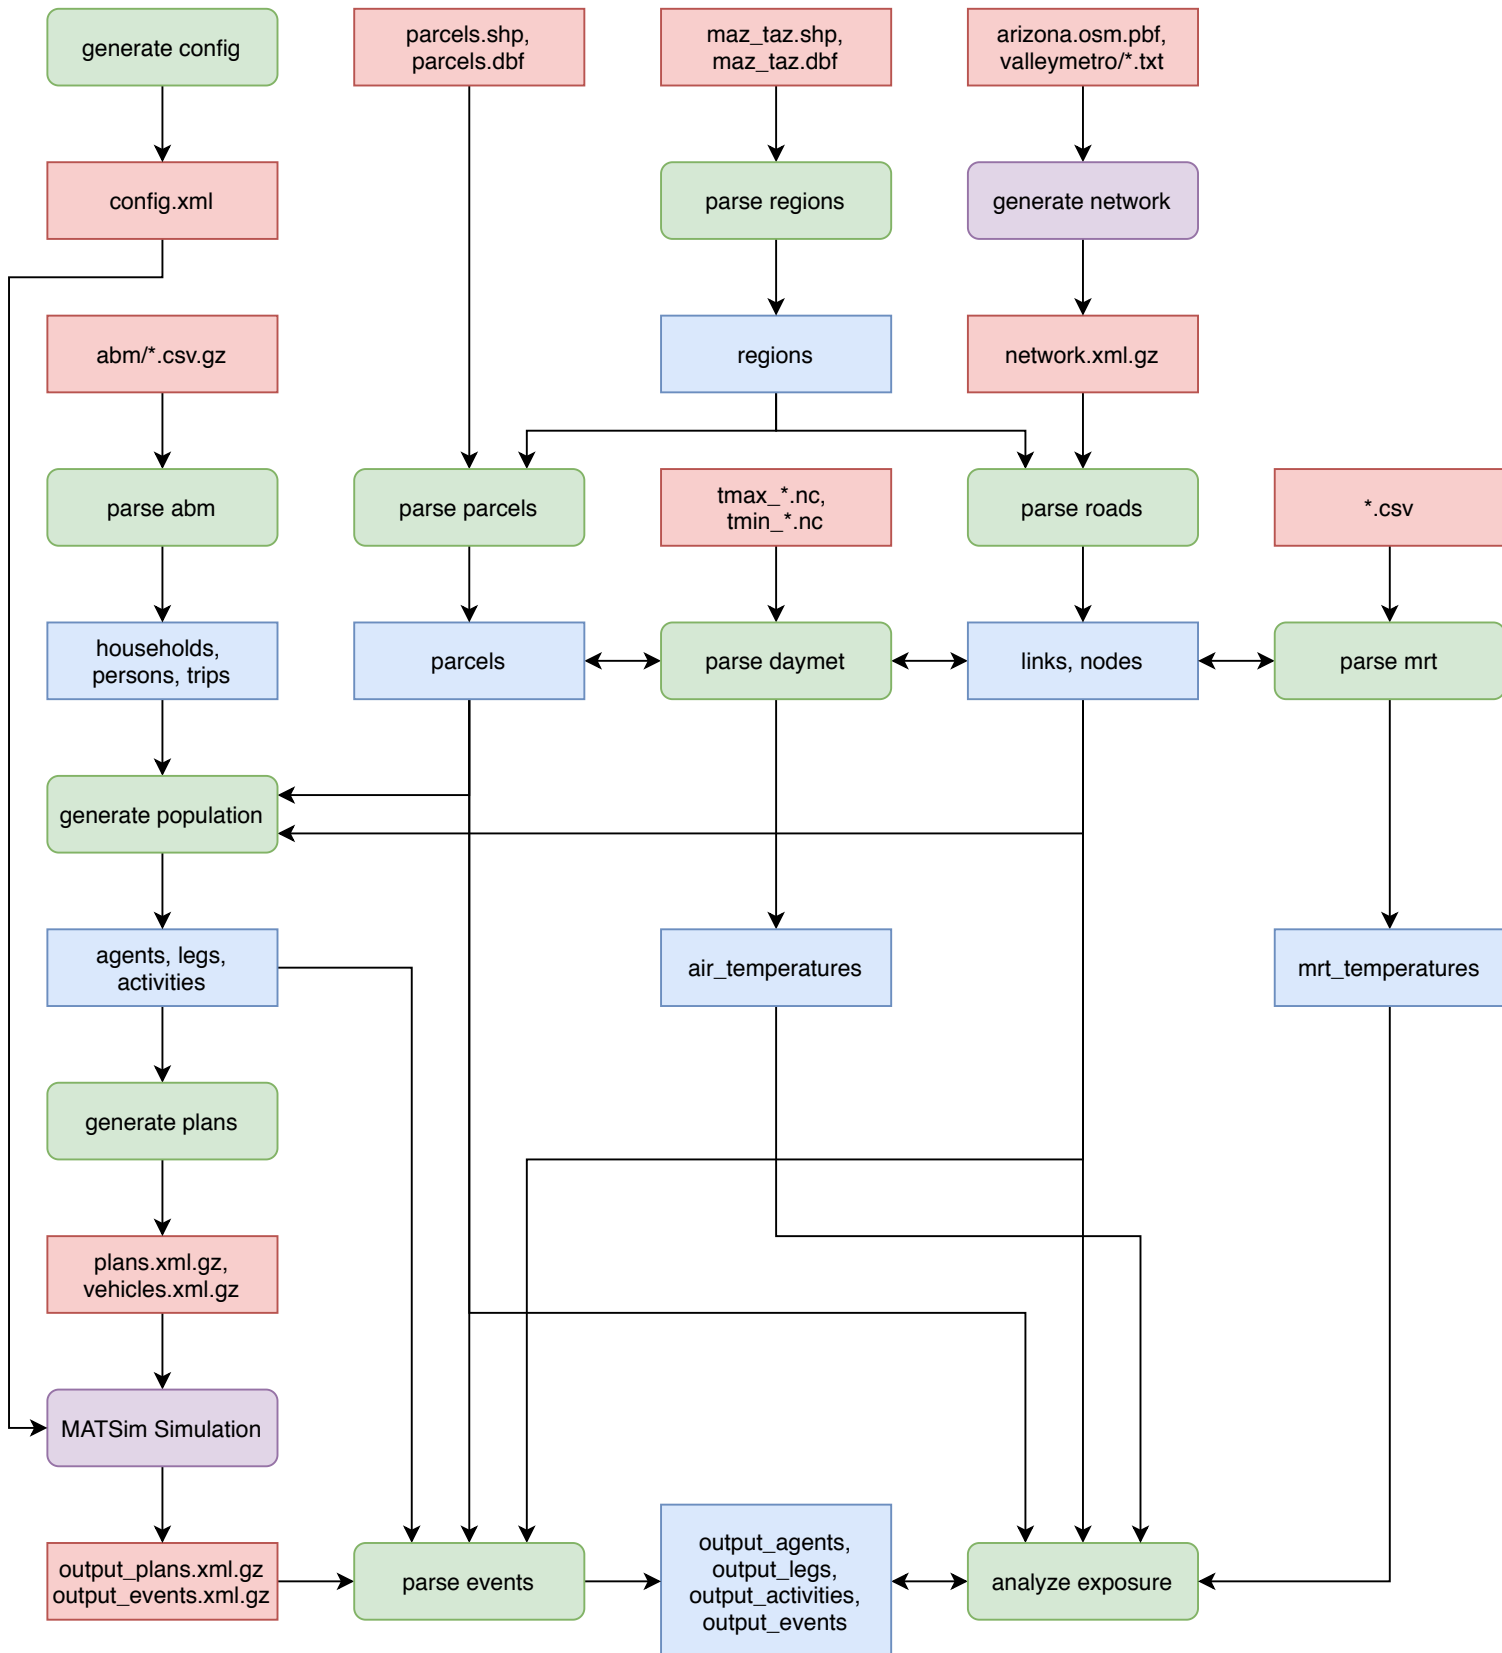 generate config
parcels.shp,
parcels.dbf
maz_taz.shp,
maz_taz.dbf
arizona.osm.pbf,
valleymetro/*.txt
config.xml
parse regions
generate network
abm/*.csv.gz
regions
network.xml.gz
parse abm
parse parcels
tmax_*.nc,
tmin_*.nc
parse roads
*.csv
households,
persons, trips
parcels
parse daymet
links, nodes
parse mrt
generate population
agents, legs,
activities
air_temperatures
mrt_temperatures
generate plans
plans.xml.gz,
vehicles.xml.gz
MATSim Simulation
output_plans.xml.gz
output_events.xml.gz
parse events
output_agents,
output_legs,
output_activities,
output_events
analyze exposure